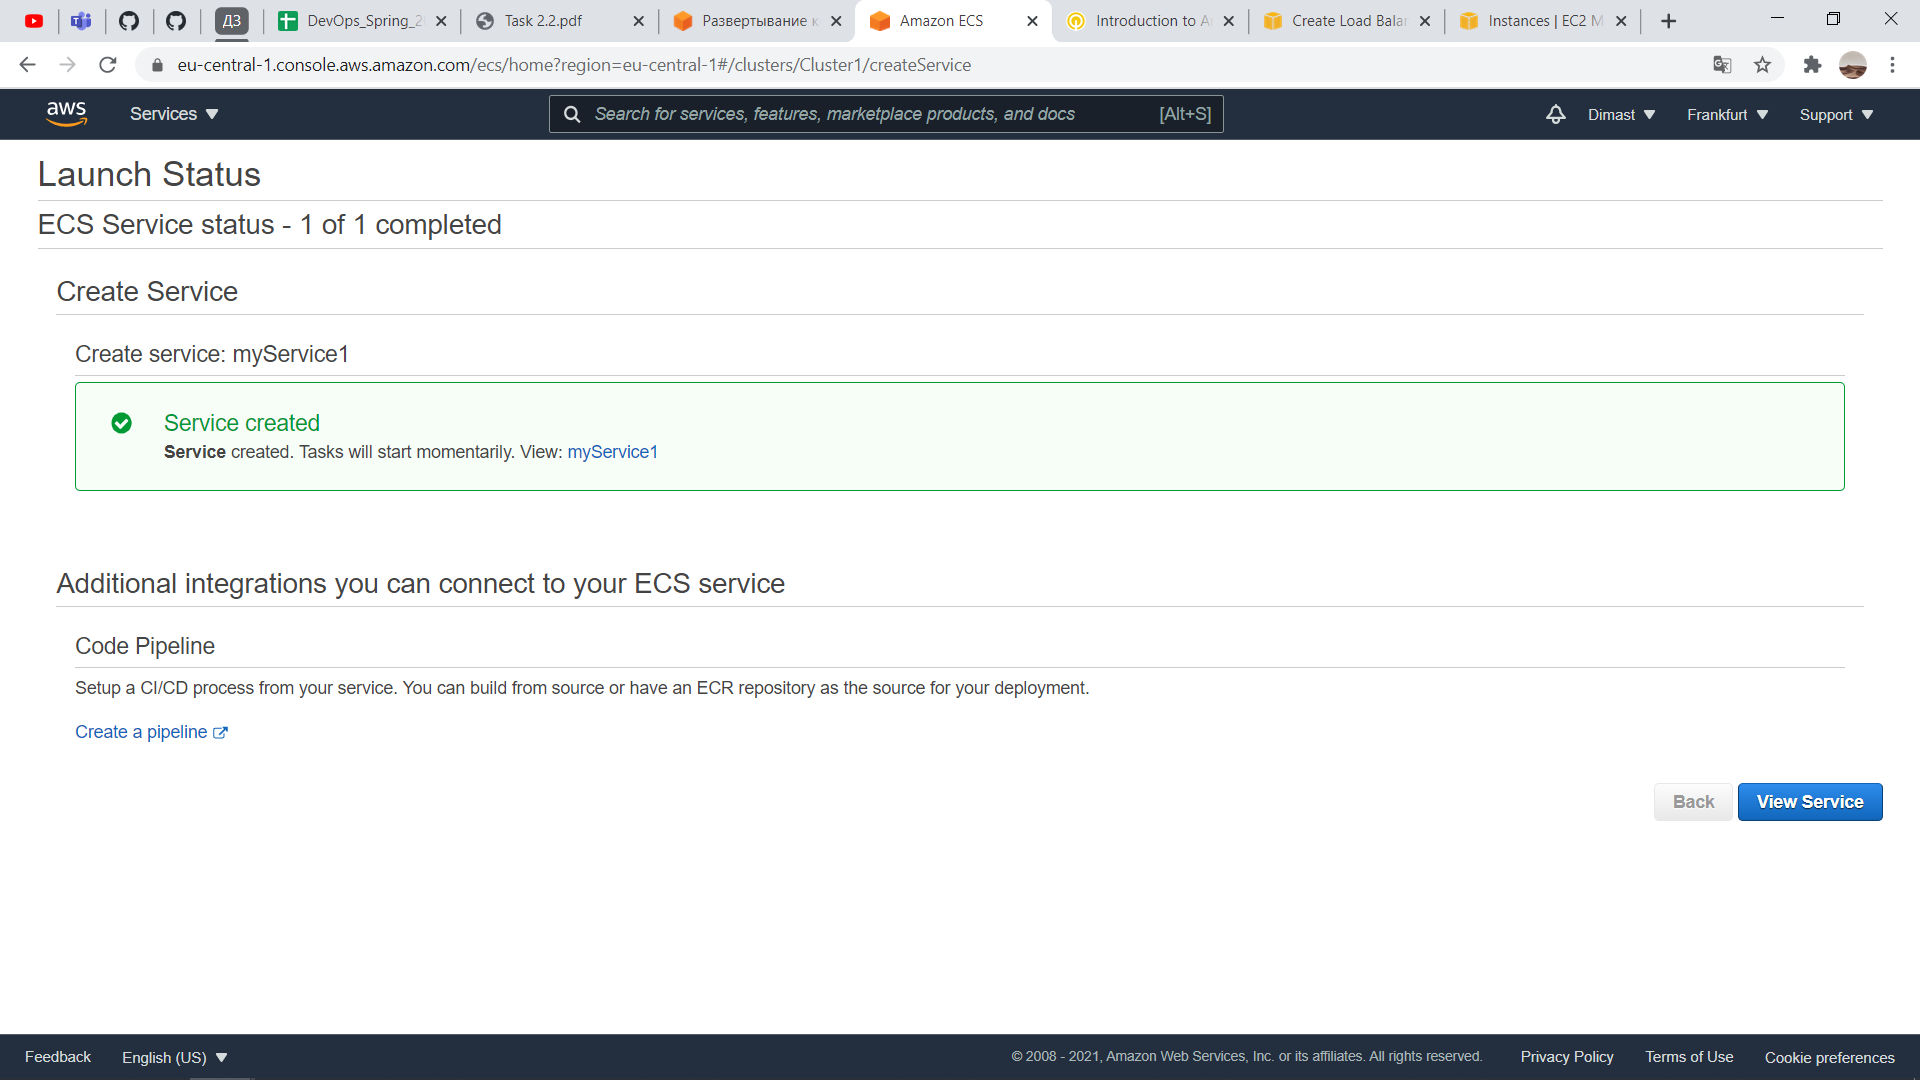 ДЗ
DevOps_Spring_2
Task 2.2.pdf
Развертывание к
Amazon ECS
Introduction to A
Create Load Bala
Instances | EC2 M
eu-central-1.console.aws.amazon.com/ecs/home?region=eu-central-1#/clusters/Cluster1/createService
aws
Services
Search for services, features, marketplace products, and docs
[Alt+S]
Dimast
Frankfurt
Support
Launch Status
ECS Service status - 1 of 1 completed
Create Service
Create service: myService1
Service created
Service created. Tasks will start momentarily. View: myService1
Additional integrations you can connect to your ECS service
Code Pipeline
Setup a CI/CD process from your service. You can build from source or have an ECR repository as the source for your deployment.
Create a pipeline
Back
View Service
Feedback
English (US)
© 2008 - 2021, Amazon Web Services, Inc. or its affiliates. All rights reserved.
Privacy Policy
Terms of Use
Cookie preferences